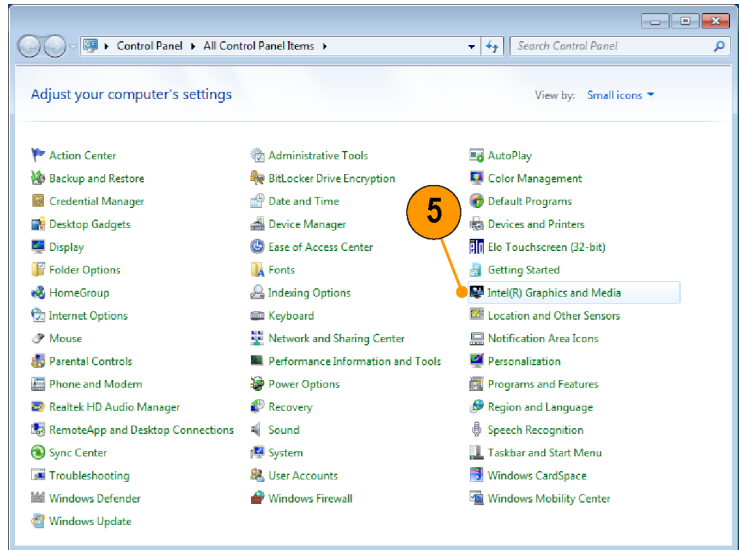 Control Panel All Control Panel Items Search Control Panel
Adjust your computer's settings View by: Small icons
Action Center Administrative Tools AutoPlay
Backup and Restore BitLocker Drive Encryption Color Management
Credential Manager Date and Time Default Programs
5
Desktop Gadgets Device Manager Devices and Printers
Display Ease of Access Center Elo Touchscreen (32-bit)
Folder Options Fonts Getting Started
HomeGroup Indexing Options Intel(R) Graphics and Media
Internet Options Keyboard Location and Other Sensors
Mouse Network and Sharing Center Notification Area Icons
Parental Controls Performance Information and Tools Personalization
Phone and Modem Power Options Programs and Features
Realtek HD Audio Manager Recovery Region and Language
RemoteApp and Desktop Connections Sound Speech Recognition
Sync Center System Taskbar and Start Menu
Troubleshooting User Accounts Windows CardSpace
Windows Defender Windows Firewall Windows Mobility Center
Windows Update